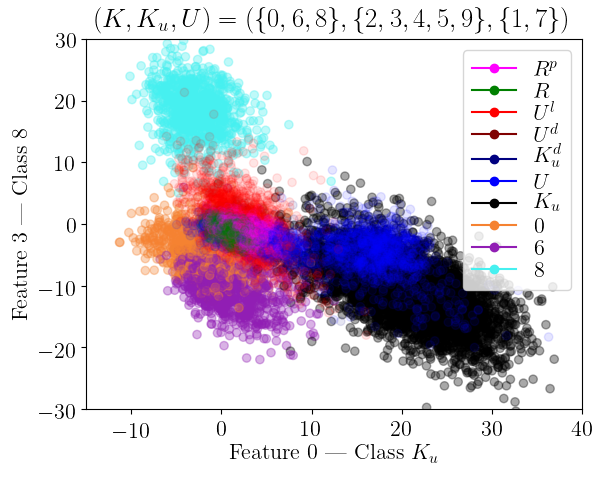 (K, K_u, U) = ({0, 6, 8}, {2, 3, 4, 5, 9}, {1, 7})
30
20
10
0
−10
−20
−30
Feature 3 — Class 8
R^p
R
U^l
U^d
K_u^d
U
K_u
0
6
8
−10 0 10 20 30 40
Feature 0 — Class K_u